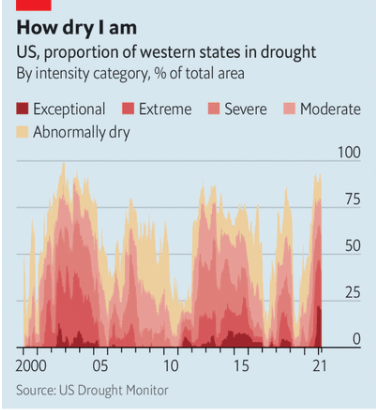 How dry I am
US, proportion of western states in drought
By intensity category, % of total area
Exceptional Extreme Severe Moderate
Abnormally dry
100
75
50
25
0
2000 05 10 15 21
Source: US Drought Monitor